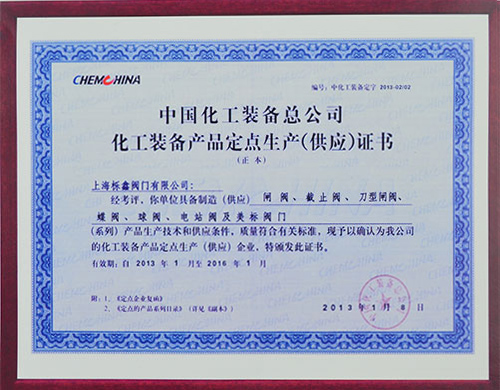 CHEMCHINA
编号：中化工装备定字 2013-02/02
中国化工装备总公司
化工装备产品定点生产(供应)证书
(正本)
上海栎鑫阀门有限公司:
经考评，你单位具备制造（供应） 闸阀、截止阀、刀型闸阀、
蝶阀、球阀、电站阀及美标阀门
(系列）产品生产技术和供应条件，质量符合有关标准，现予以确认为我公司
的化工装备产品定点生产（供应）企业，特颁发此证书。
有效期：自 2013 年 1 月至 2016 年 1 月
附：1、《定点企业复函》
2、《定点的产品系列目录》（详见《副本》）
2013年1月8日